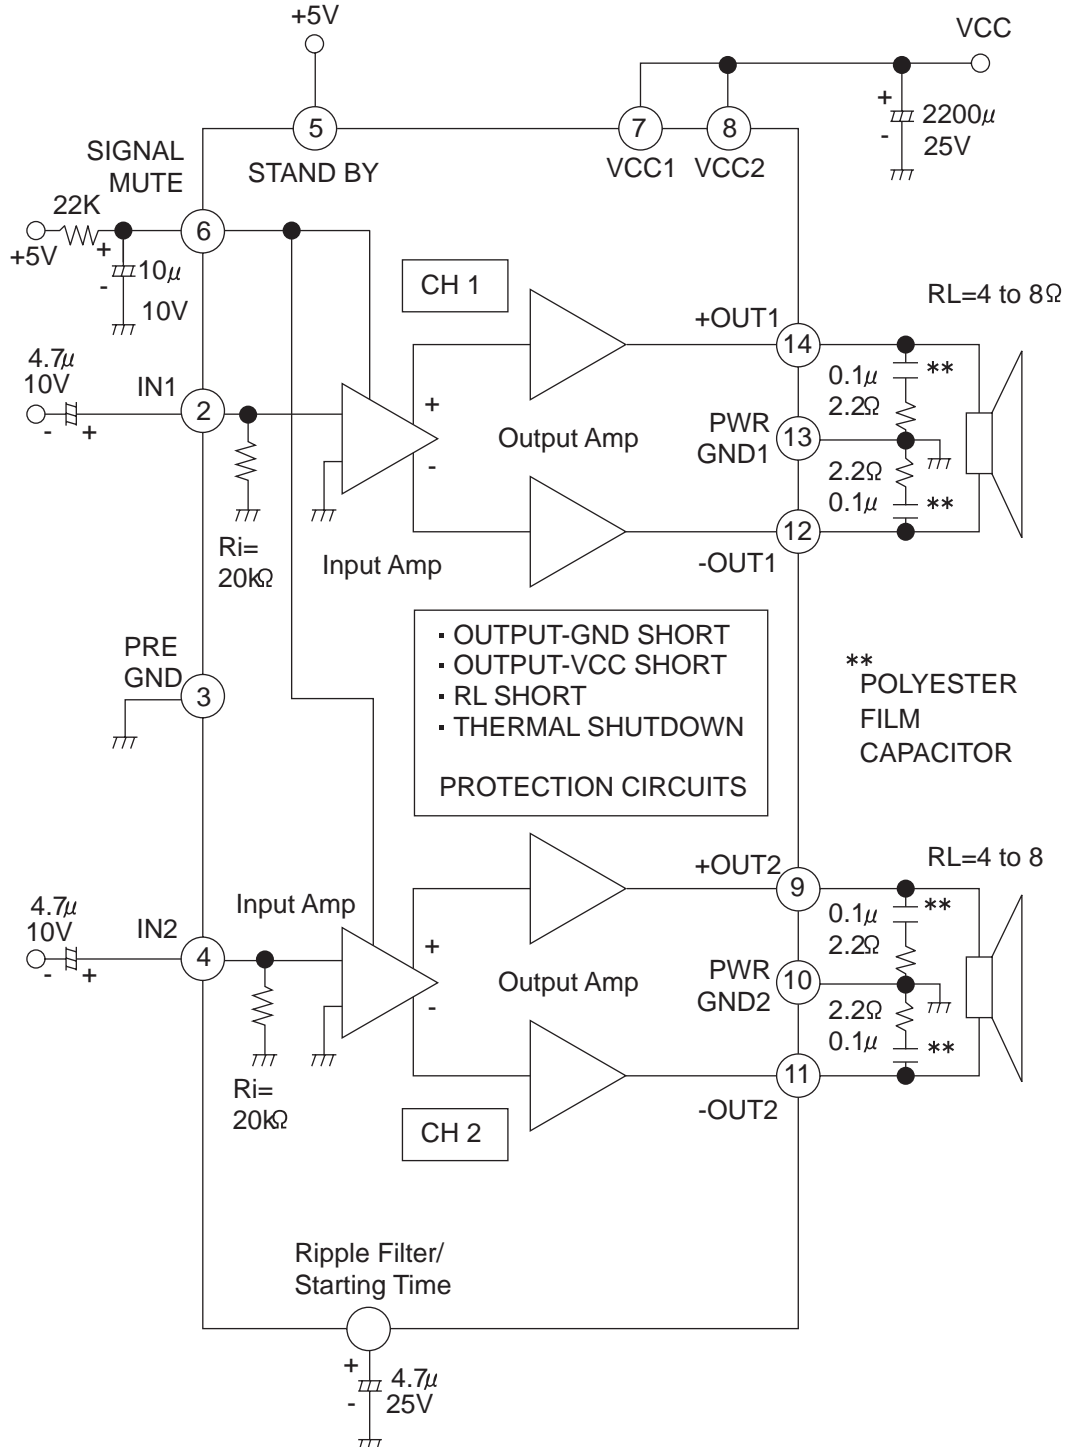 +5V
VCC
5
7
8
+
2200μ
-
25V
STAND BY
VCC1
VCC2
SIGNAL
MUTE
22K
6
+5V
+
10μ
-
10V
CH 1
RL=4 to 8Ω
+OUT1
14
4.7μ
10V
IN1
2
-
+
0.1μ
**
2.2Ω
+
Output Amp
-
PWR
GND1
13
2.2Ω
0.1μ
**
12
-OUT1
Ri=
20kΩ
Input Amp
PRE
GND
3
· OUTPUT-GND SHORT
· OUTPUT-VCC SHORT
· RL SHORT
· THERMAL SHUTDOWN
PROTECTION CIRCUITS
**
POLYESTER
FILM
CAPACITOR
RL=4 to 8
+OUT2
9
4.7μ
10V
IN2
4
-
+
Input Amp
0.1μ
**
2.2Ω
+
Output Amp
-
PWR
GND2
10
2.2Ω
0.1μ
**
11
-OUT2
Ri=
20kΩ
CH 2
Ripple Filter/
Starting Time
+
4.7μ
-
25V